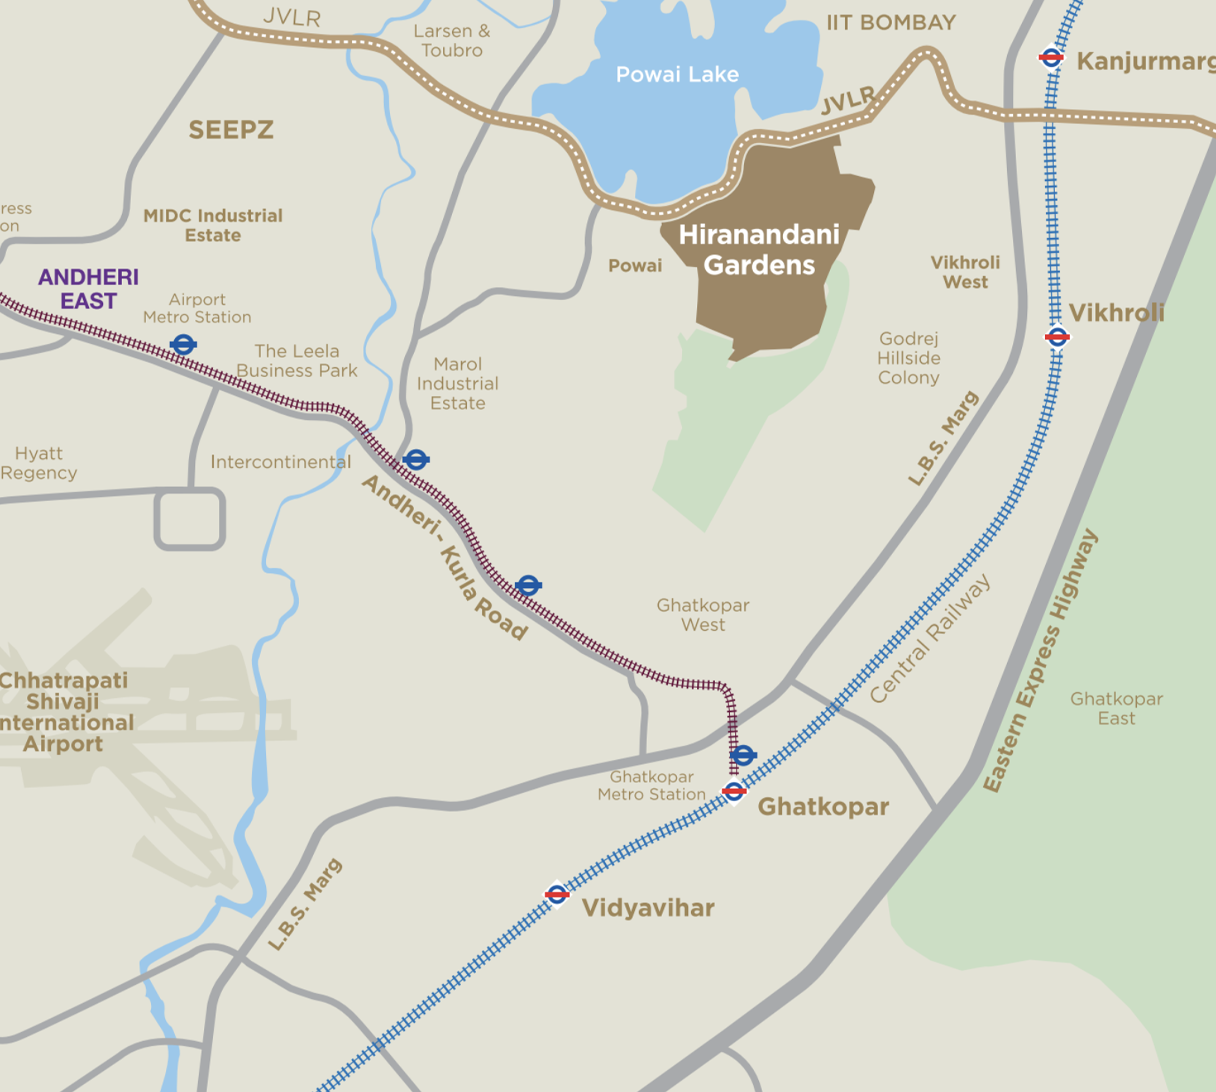 JVLR
Larsen &
Toubro
IIT BOMBAY
Kanjurmarg
Powai Lake
JVLR
SEEPZ
ress
on
MIDC Industrial
Estate
Hiranandani
Gardens
Powai
Vikhroli
West
ANDHERI
EAST
Airport
Metro Station
Vikhroli
The Leela
Business Park
Marol
Industrial
Estate
Godrej
Hillside
Colony
L.B.S. Marg
Hyatt
Regency
Intercontinental
Andheri - Kurla Road
Eastern Express Highway
Central Railway
Ghatkopar
West
Chhatrapati
Shivaji
nternational
Airport
Ghatkopar
East
Ghatkopar
Metro Station
Ghatkopar
L.B.S. Marg
Vidyavihar